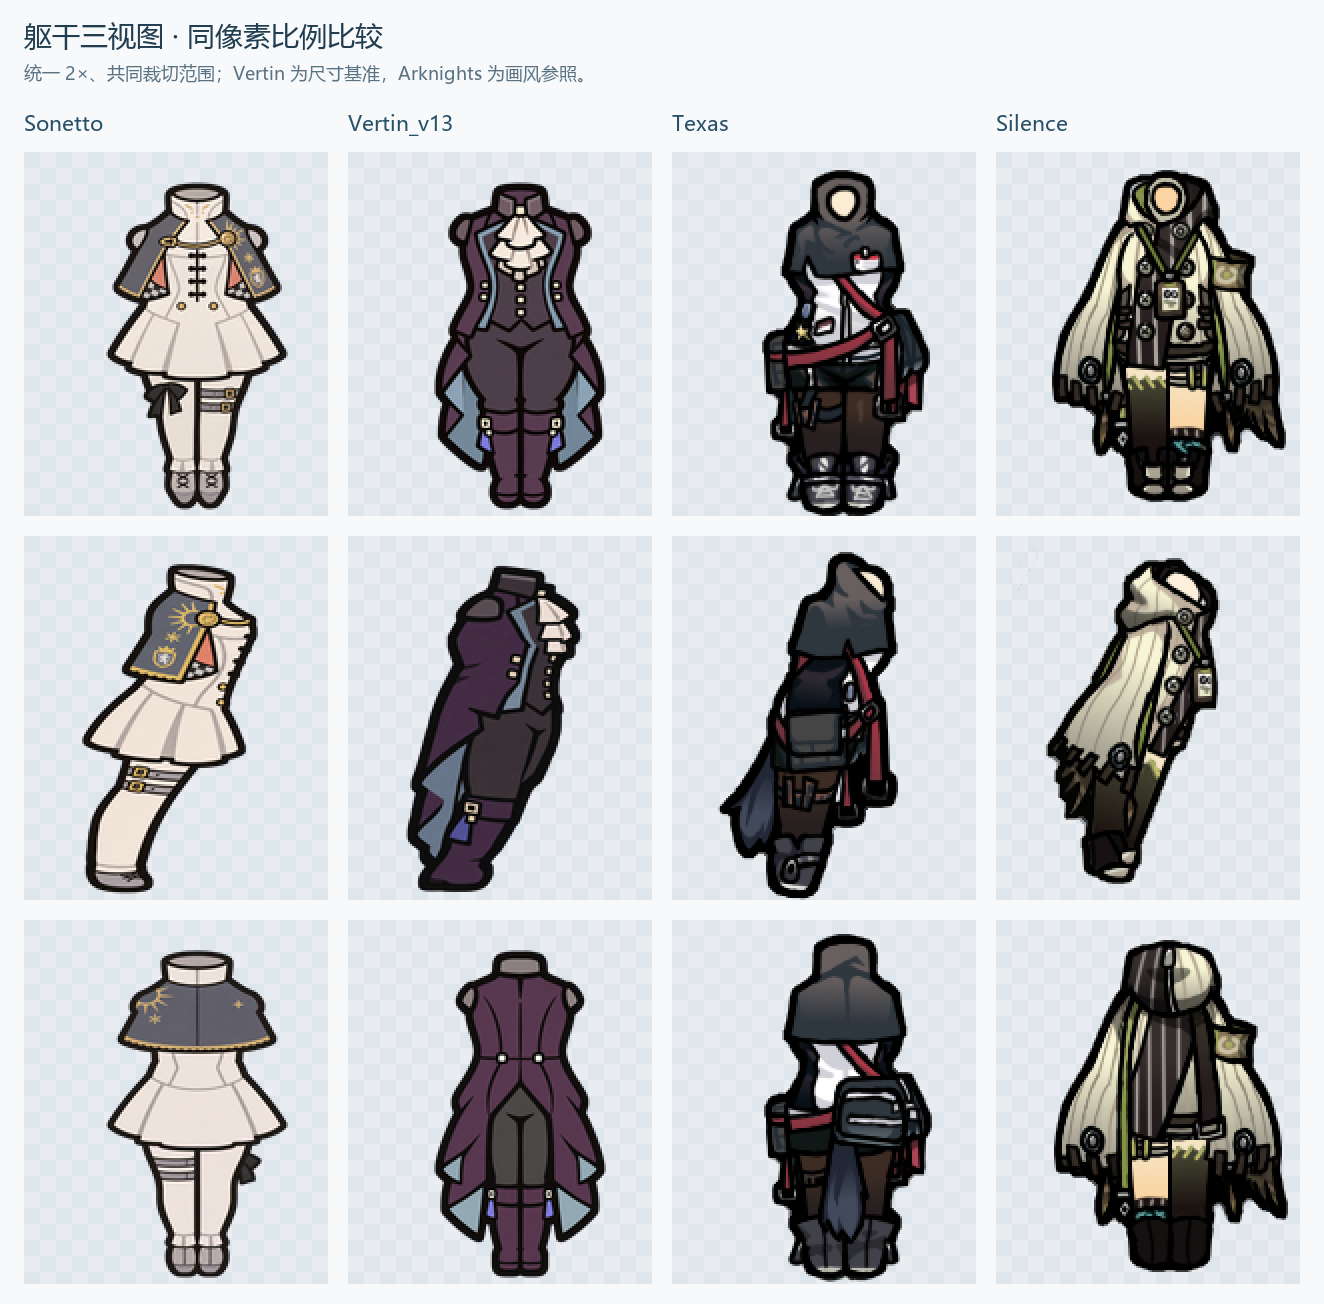 躯干三视图 · 同像素比例比较
统一 2×、共同裁切范围；Vertin 为尺寸基准，Arknights 为画风参照。
Sonetto
Vertin_v13
Texas
Silence